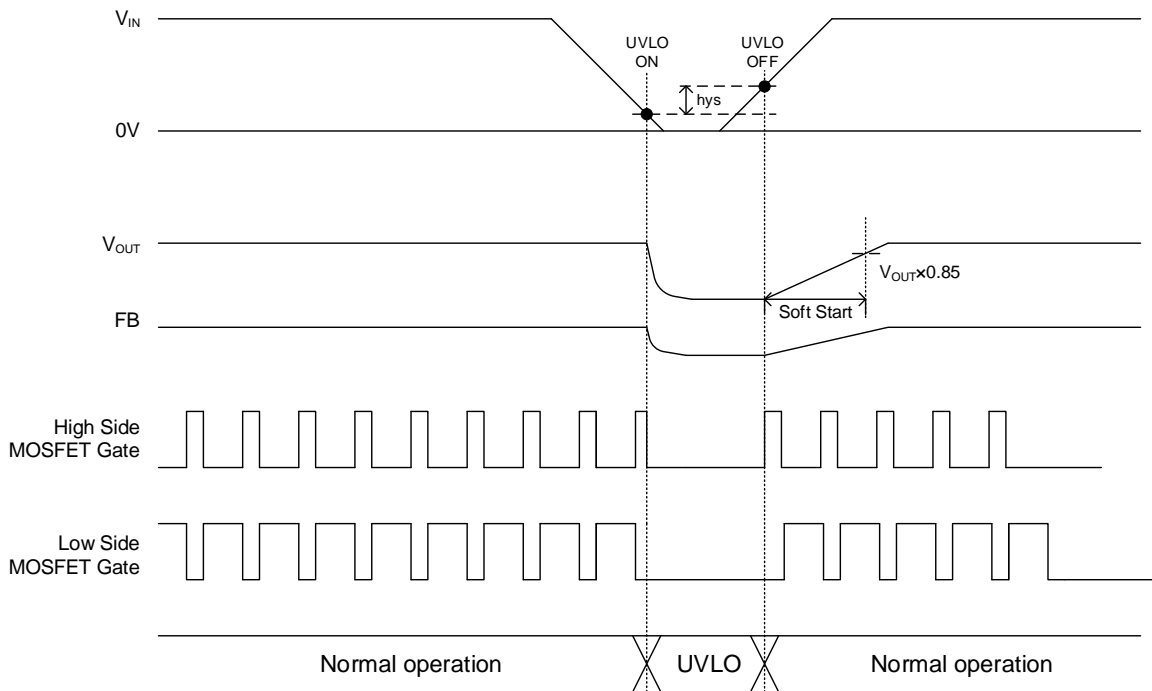 VIN
UVLO
ON
UVLO
OFF
hys
0V
VOUT
VOUT×0.85
Soft Start
FB
High Side
MOSFET Gate
Low Side
MOSFET Gate
Normal operation
UVLO
Normal operation